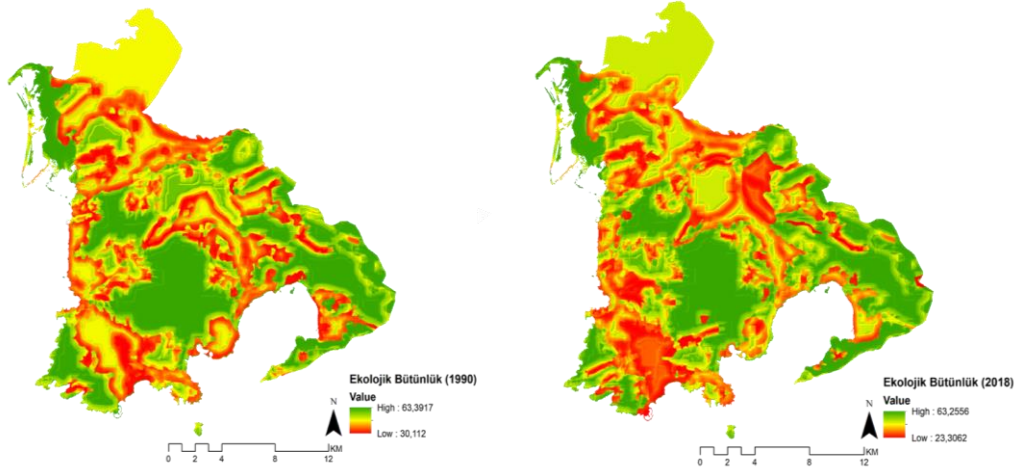 Ekolojik Bütünlük (1990)
Value
High : 63,3917
Low : 30,112
N
0 2 4 8 12
KM
Ekolojik Bütünlük (2018)
Value
High : 63,2556
Low : 23,3062
N
0 2 4 8 12
KM